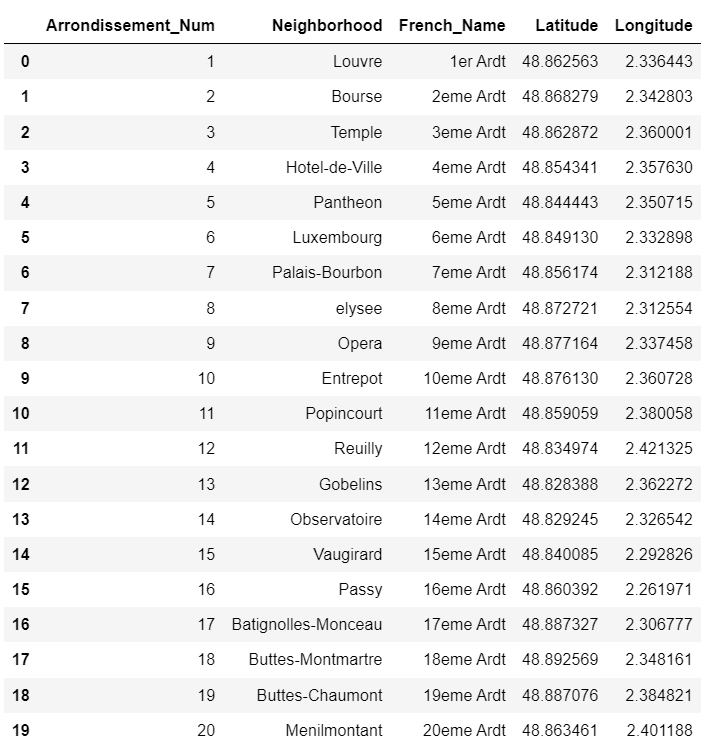 Arrondissement_Num Neighborhood French_Name Latitude Longitude
0 1 Louvre 1er Ardt 48.862563 2.336443
1 2 Bourse 2eme Ardt 48.868279 2.342803
2 3 Temple 3eme Ardt 48.862872 2.360001
3 4 Hotel-de-Ville 4eme Ardt 48.854341 2.357630
4 5 Pantheon 5eme Ardt 48.844443 2.350715
5 6 Luxembourg 6eme Ardt 48.849130 2.332898
6 7 Palais-Bourbon 7eme Ardt 48.856174 2.312188
7 8 elysee 8eme Ardt 48.872721 2.312554
8 9 Opera 9eme Ardt 48.877164 2.337458
9 10 Entrepot 10eme Ardt 48.876130 2.360728
10 11 Popincourt 11eme Ardt 48.859059 2.380058
11 12 Reuilly 12eme Ardt 48.834974 2.421325
12 13 Gobelins 13eme Ardt 48.828388 2.362272
13 14 Observatoire 14eme Ardt 48.829245 2.326542
14 15 Vaugirard 15eme Ardt 48.840085 2.292826
15 16 Passy 16eme Ardt 48.860392 2.261971
16 17 Batignolles-Monceau 17eme Ardt 48.887327 2.306777
17 18 Buttes-Montmartre 18eme Ardt 48.892569 2.348161
18 19 Buttes-Chaumont 19eme Ardt 48.887076 2.384821
19 20 Menilmontant 20eme Ardt 48.863461 2.401188